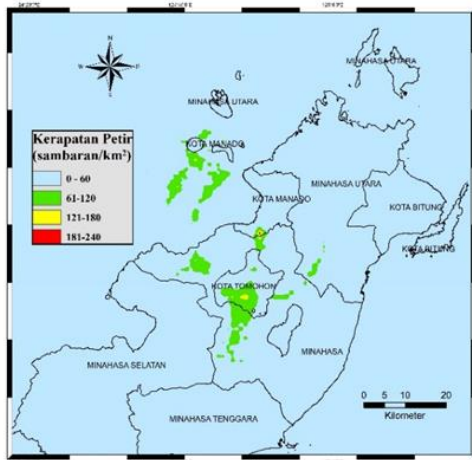 N
W
E
S
MINAHASA UTARA
MINAHASA UTARA
KOTA MANADO
Kerapatan Petir
(sambaran/km²)
0 - 60
61-120
121-180
181-240
KOTA MANADO
MINAHASA UTARA
KOTA BITUNG
KOTA BITUNG
KOTA TOMOHON
MINAHASA
MINAHASA SELATAN
MINAHASA TENGGARA
0 5 10 20
Kilometer